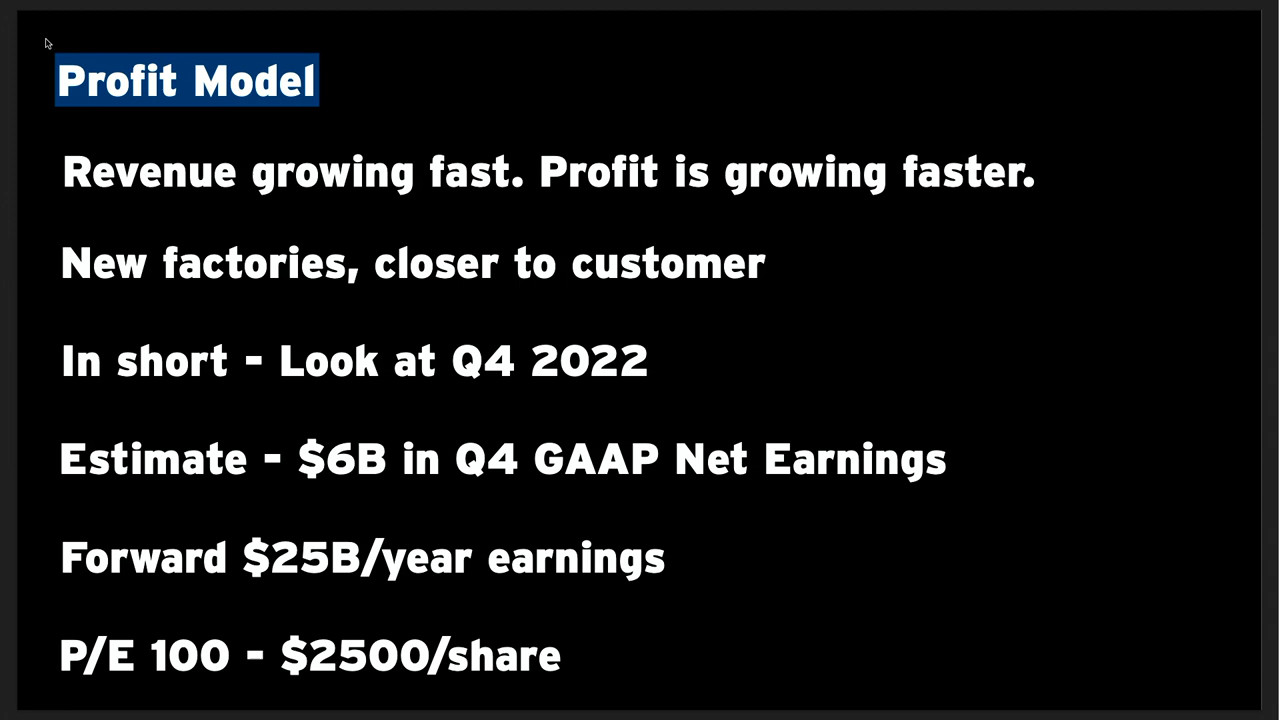 Profit Model
Revenue growing fast. Profit is growing faster.
New factories, closer to customer
In short - Look at Q4 2022
Estimate - $6B in Q4 GAAP Net Earnings
Forward $25B/year earnings
P/E 100 - $2500/share